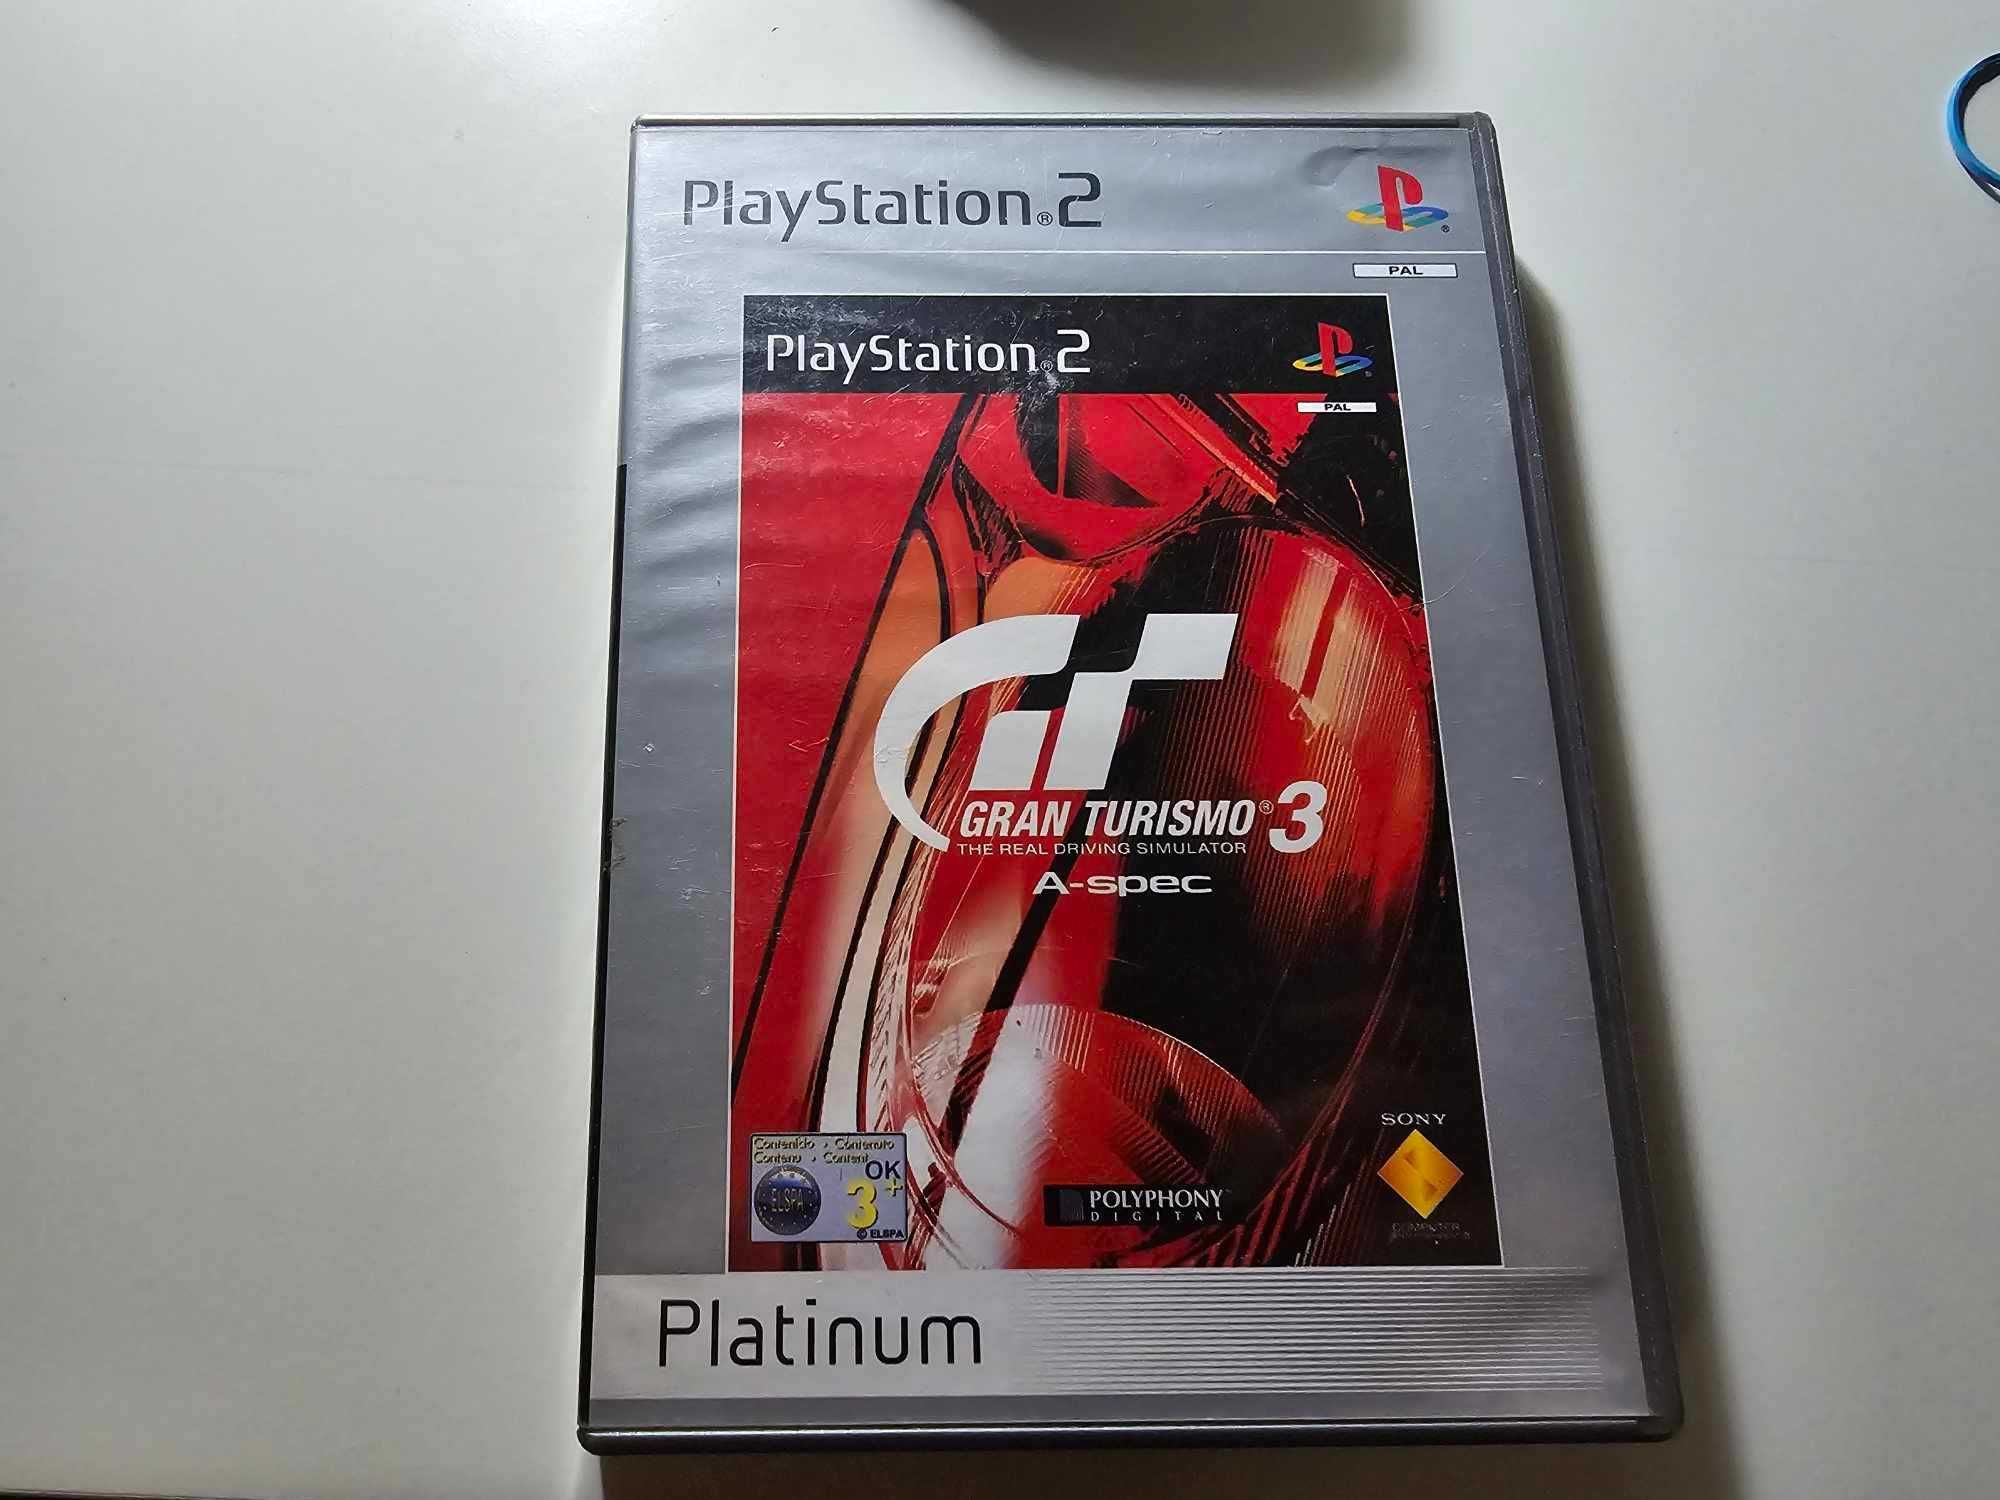 PlayStation®2
PAL
PlayStation®2
PAL
GRAN TURISMO®3
THE REAL DRIVING SIMULATOR
A-spec
Contenido • Contenuto
Contenu • Content
OK
ELSPA
3+
© ELSPA
POLYPHONY
DIGITAL
SONY
COMPUTER
Platinum